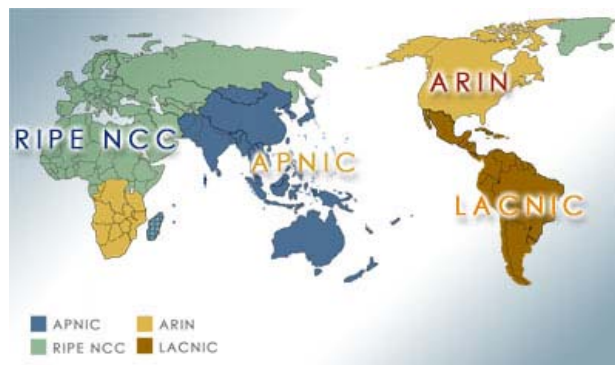 ARIN
RIPE NCC
APNIC
LACNIC
APNIC ARIN
RIPE NCC LACNIC